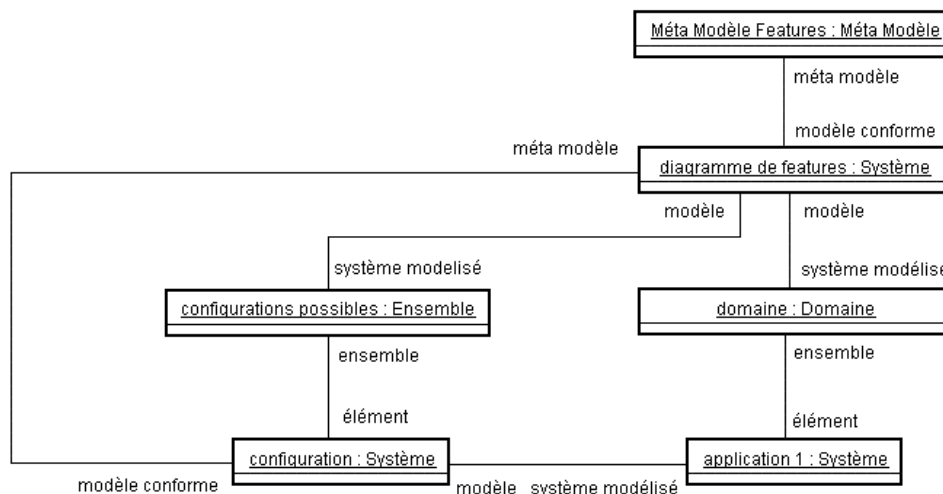 Méta Modèle Features : Méta Modèle
méta modèle
modèle conforme
méta modèle
diagramme de features : Système
modèle
modèle
système modelisé
système modélisé
configurations possibles : Ensemble
domaine : Domaine
ensemble
ensemble
élément
élément
configuration : Système
application 1 : Système
modèle conforme
modèle
système modélisé